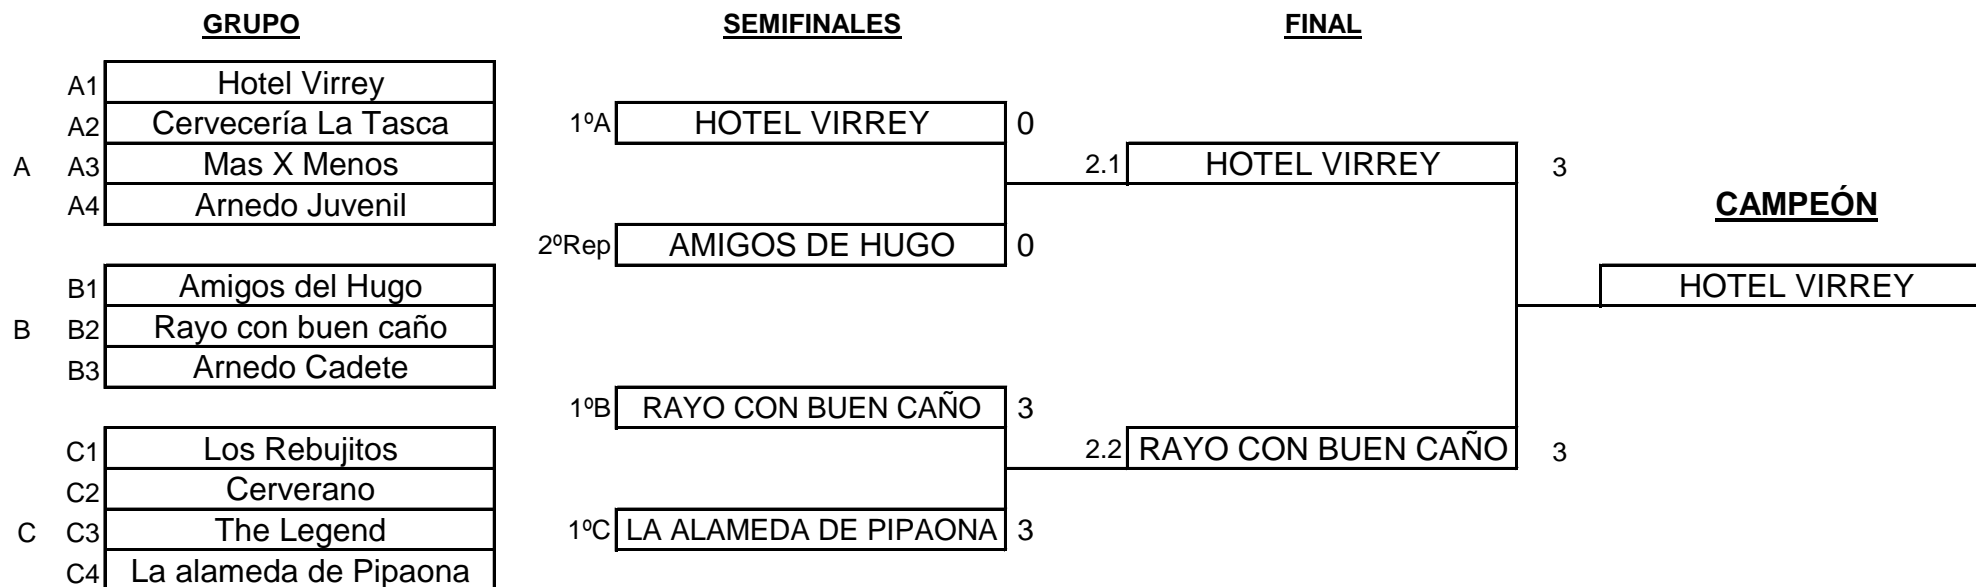 GRUPO
A
A1 Hotel Virrey
A2 Cervecería La Tasca
A3 Mas X Menos
A4 Arnedo Juvenil
B
B1 Amigos del Hugo
B2 Rayo con buen caño
B3 Arnedo Cadete
C
C1 Los Rebujitos
C2 Cerverano
C3 The Legend
C4 La alameda de Pipaona
SEMIFINALES
1ºA HOTEL VIRREY 0
2ºRep AMIGOS DE HUGO 0
1ºB RAYO CON BUEN CAÑO 3
1ºC LA ALAMEDA DE PIPAONA 3
FINAL
2.1 HOTEL VIRREY 3
2.2 RAYO CON BUEN CAÑO 3
CAMPEÓN
HOTEL VIRREY